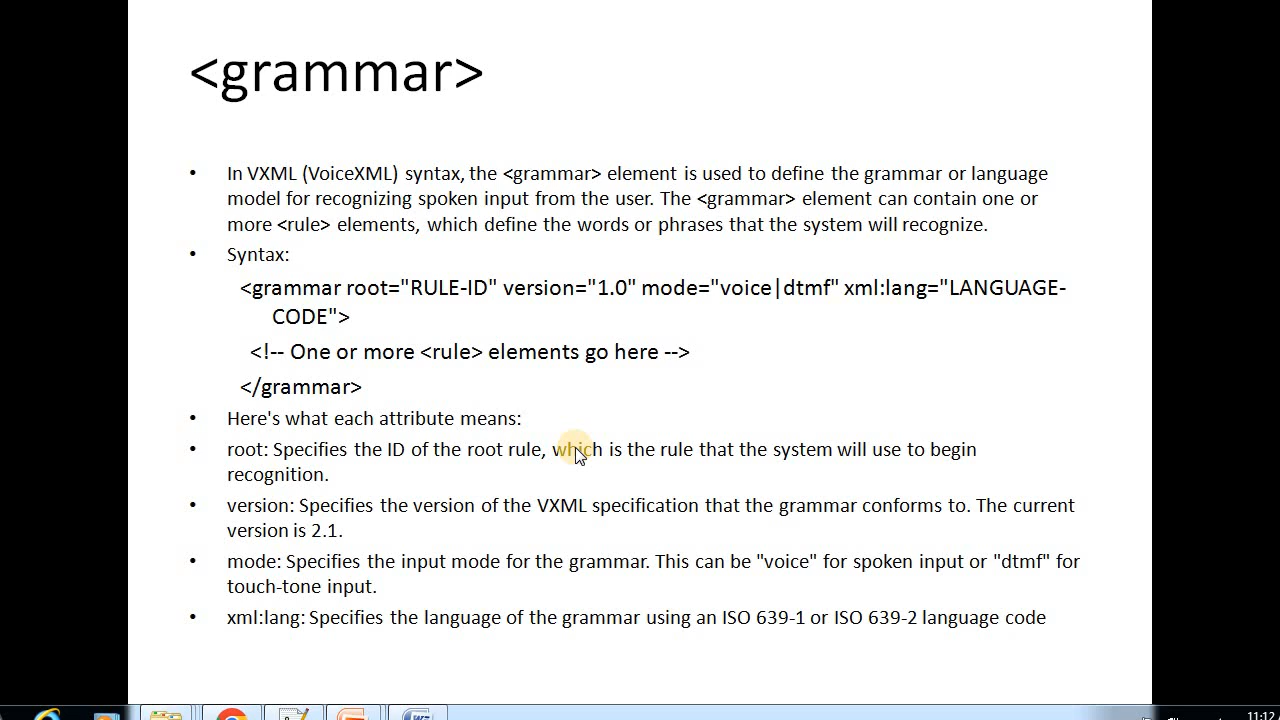 <grammar>
• In VXML (VoiceXML) syntax, the <grammar> element is used to define the grammar or language
model for recognizing spoken input from the user. The <grammar> element can contain one or
more <rule> elements, which define the words or phrases that the system will recognize.
• Syntax:
<grammar root="RULE-ID" version="1.0" mode="voice|dtmf" xml:lang="LANGUAGE-
CODE">
<!-- One or more <rule> elements go here -->
</grammar>
• Here's what each attribute means:
• root: Specifies the ID of the root rule, which is the rule that the system will use to begin
recognition.
• version: Specifies the version of the VXML specification that the grammar conforms to. The current
version is 2.1.
• mode: Specifies the input mode for the grammar. This can be "voice" for spoken input or "dtmf" for
touch-tone input.
• xml:lang: Specifies the language of the grammar using an ISO 639-1 or ISO 639-2 language code
11:12